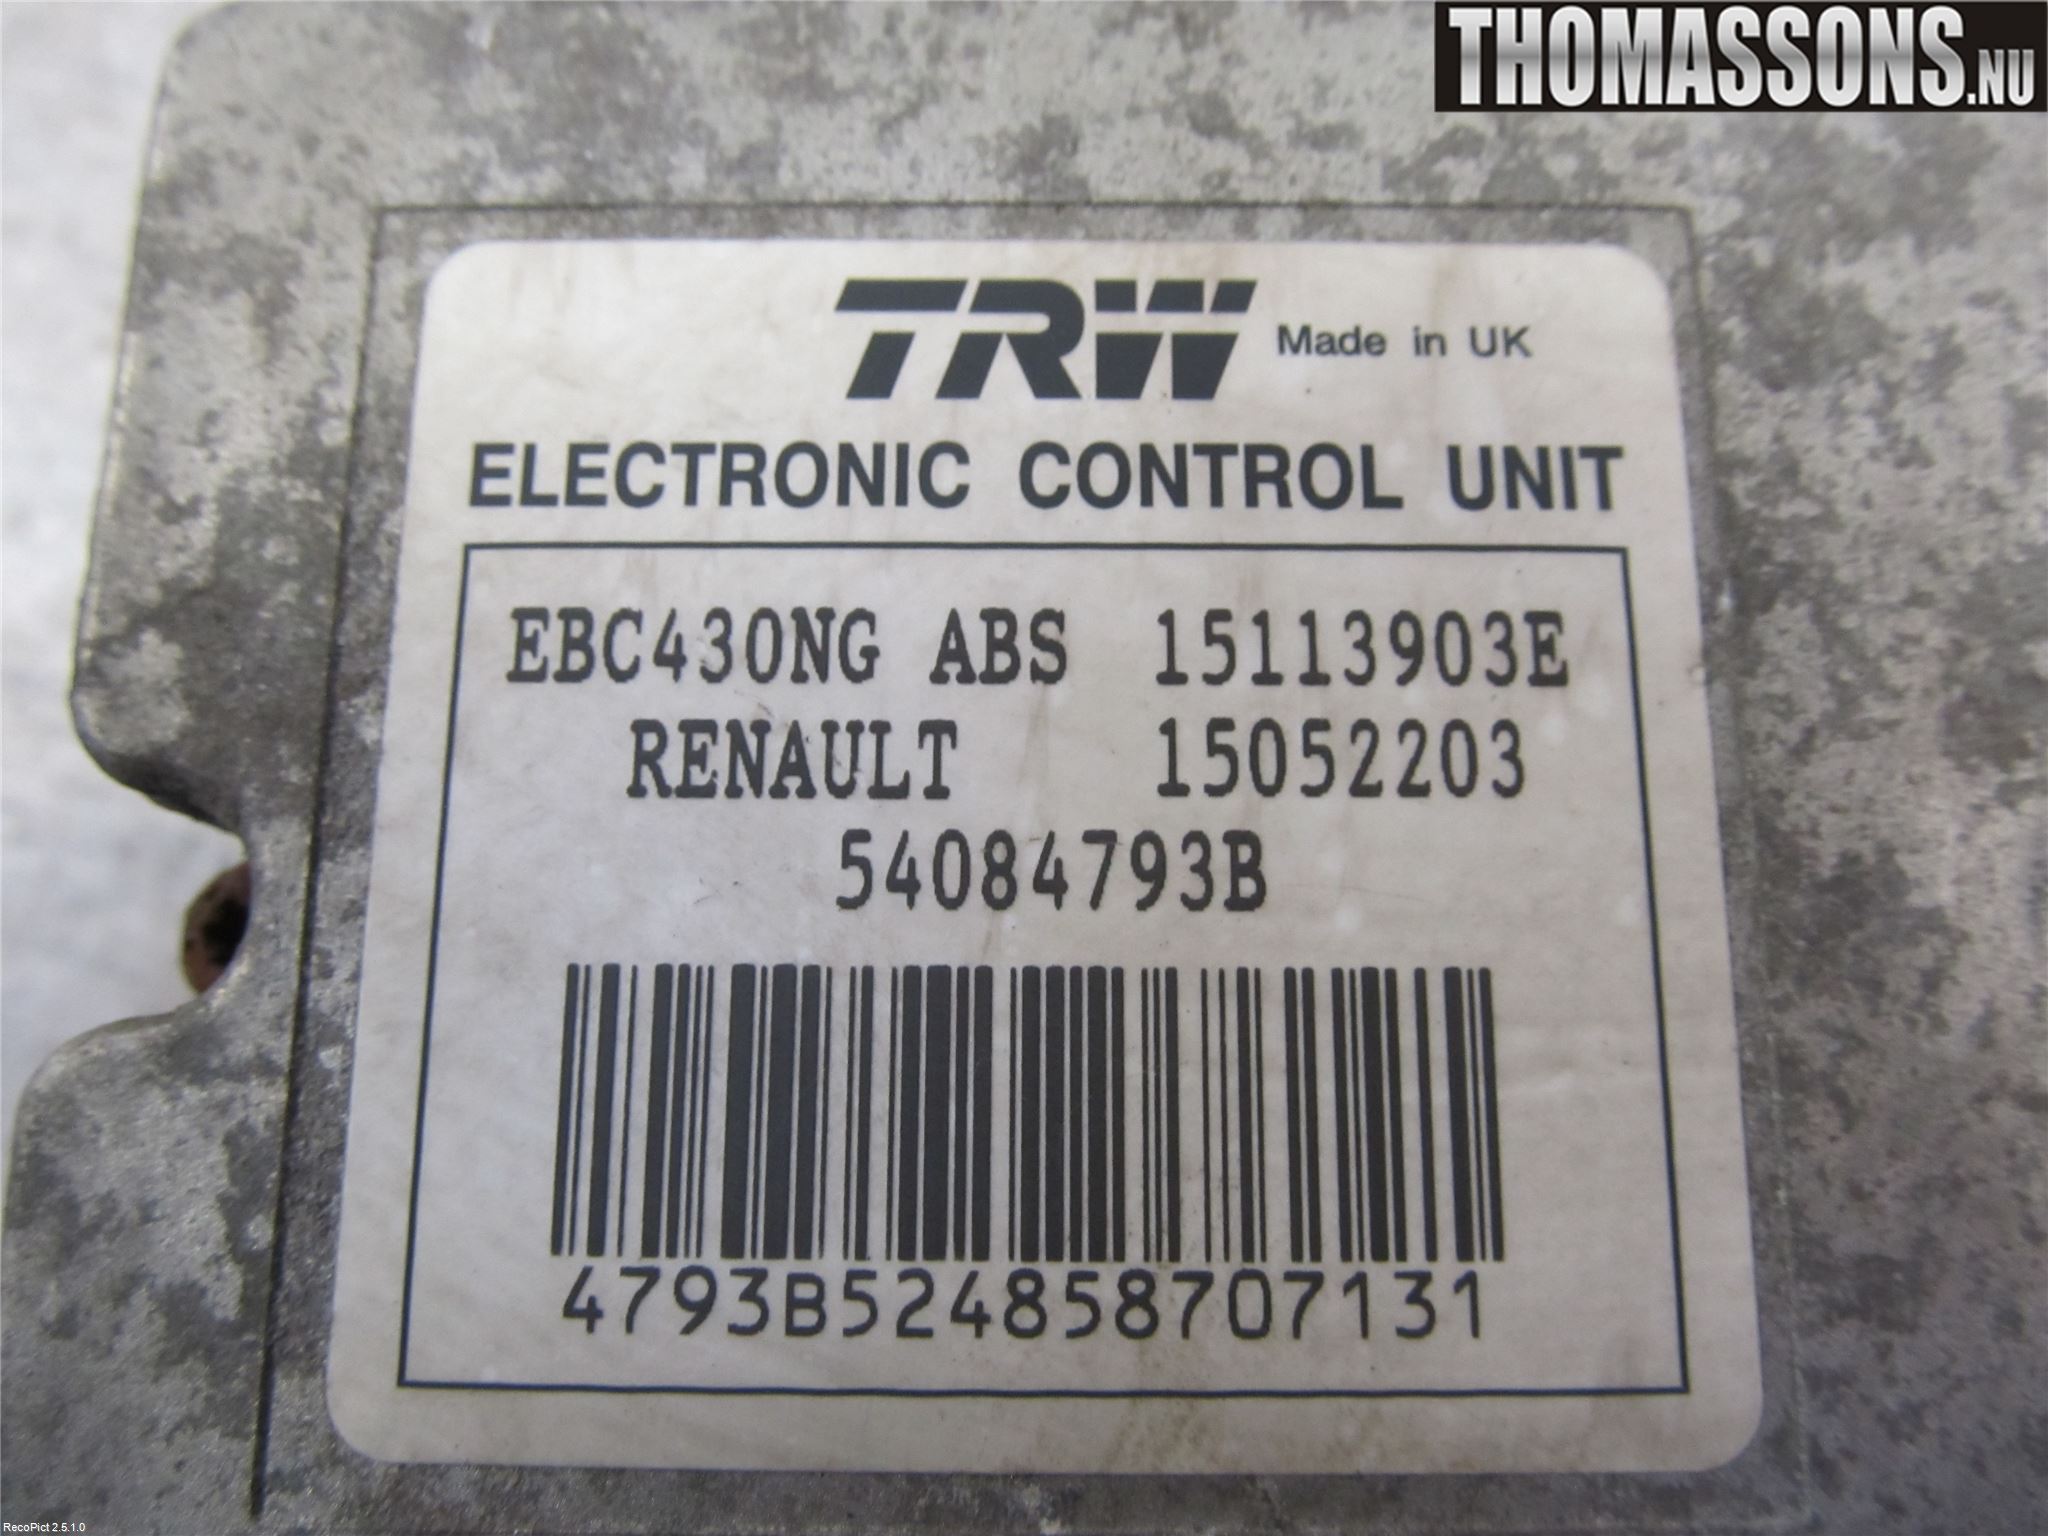 THOMASSONS.NU
TRW Made in UK
ELECTRONIC CONTROL UNIT
EBC430NG ABS 15113903E
RENAULT 15052203
54084793B
4793B524858707131
RecoPict 2.5.1.0